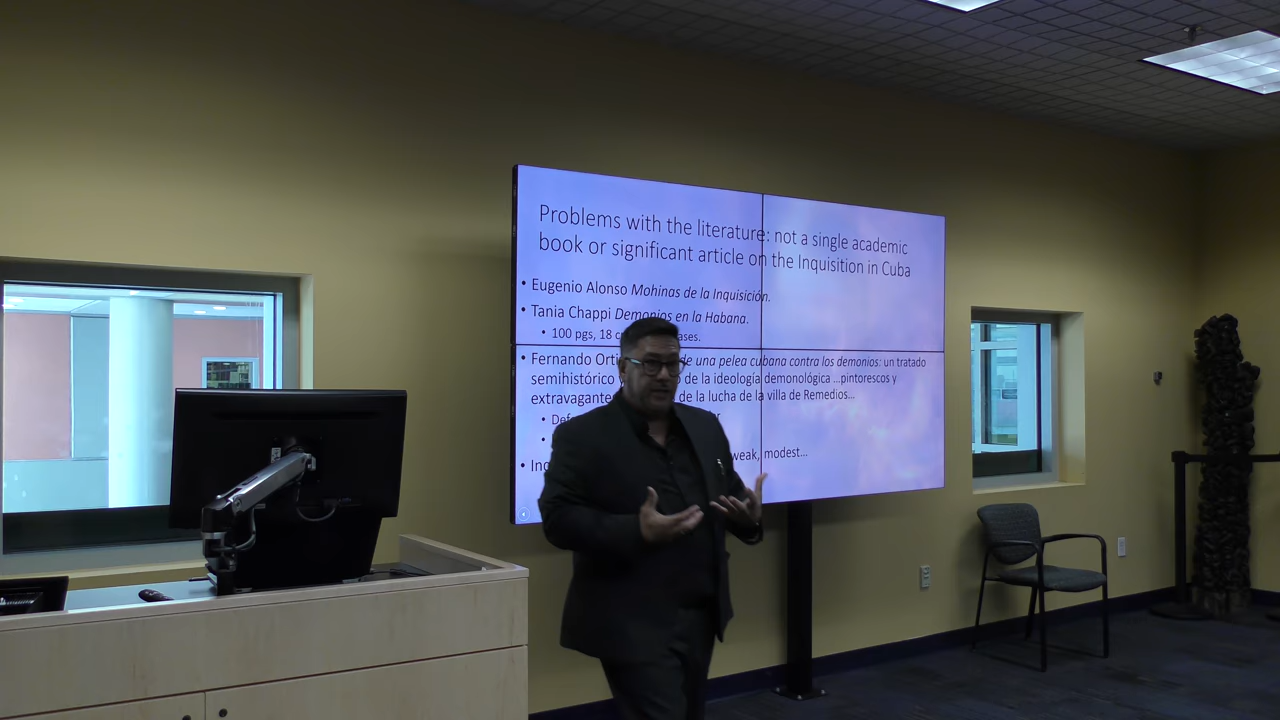 Problems with the literature: not a single academic
book or significant article on the Inquisition in Cuba
• Eugenio Alonso Mohinas de la Inquisición.
• Tania Chappi Demonios en la Habana.
• 100 pgs, 18
• Fernando de una pelea cubana contra los demonios: un tratado
semihistórico de la ideología demonológica ...pintorescos y
extravagante de la lucha de la villa de Remedios...
weak, modest...